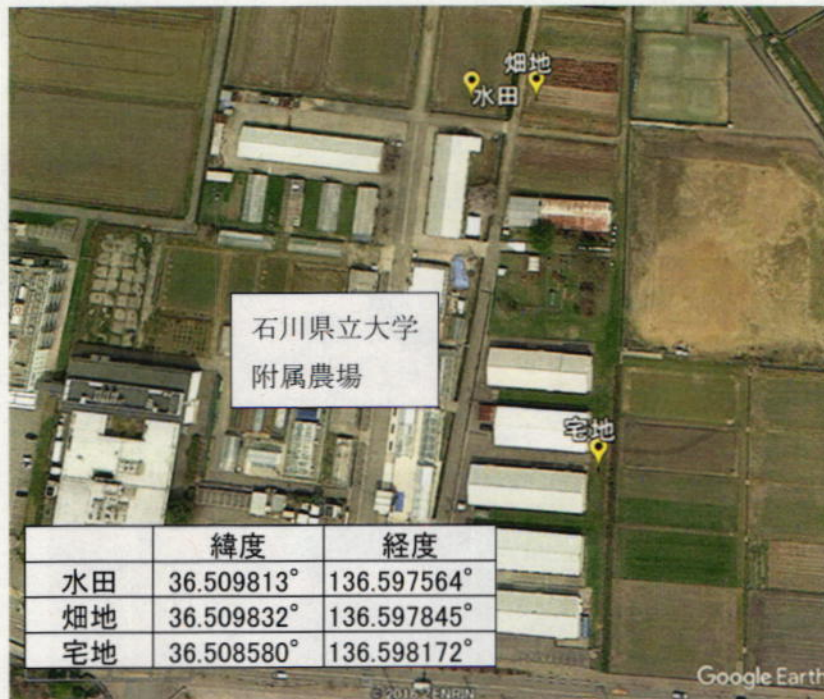 畑地
水田
石川県立大学
附属農場
宅地
緯度 経度
水田 36.509813° 136.597564°
畑地 36.509832° 136.597845°
宅地 36.508580° 136.598172°
Google Earth
©2016 ZENRIN